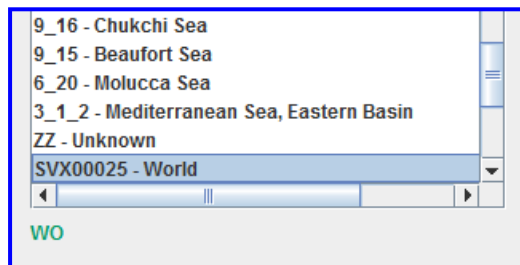 9_16 - Chukchi Sea
9_15 - Beaufort Sea
6_20 - Molucca Sea
3_1_2 - Mediterranean Sea, Eastern Basin
ZZ - Unknown
SVX00025 - World
WO